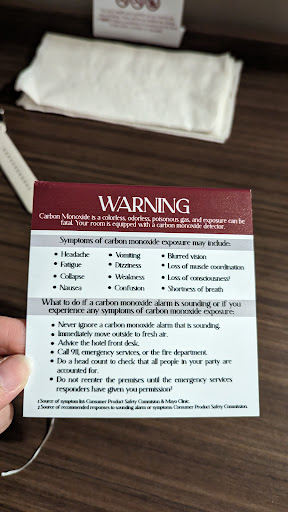 WARNING
Carbon Monoxide is a colorless, odorless, poisonous gas, and exposure can be
fatal. Your room is equipped with a carbon monoxide detector.
Symptoms of carbon monoxide exposure may include:
• Headache • Vomiting • Blurred vision
• Fatigue • Dizziness • Loss of muscle coordination
• Collapse • Weakness • Loss of consciousness¹
• Nausea • Confusion • Shortness of breath
What to do if a carbon monoxide alarm is sounding or if you
experience any symptoms of carbon monoxide exposure:
• Never ignore a carbon monoxide alarm that is sounding.
• Immediately move outside to fresh air.
• Advice the hotel front desk.
• Call 911, emergency services, or the fire department.
• Do a head count to check that all people in your party are
accounted for.
• Do not reenter the premises until the emergency services
responders have given you permission²
1 Source of symptom list: Consumer Product Safety Commission & Mayo Clinic.
2 Source of recommended responses to sounding alarm or symptoms: Consumer Product Safety Commission.